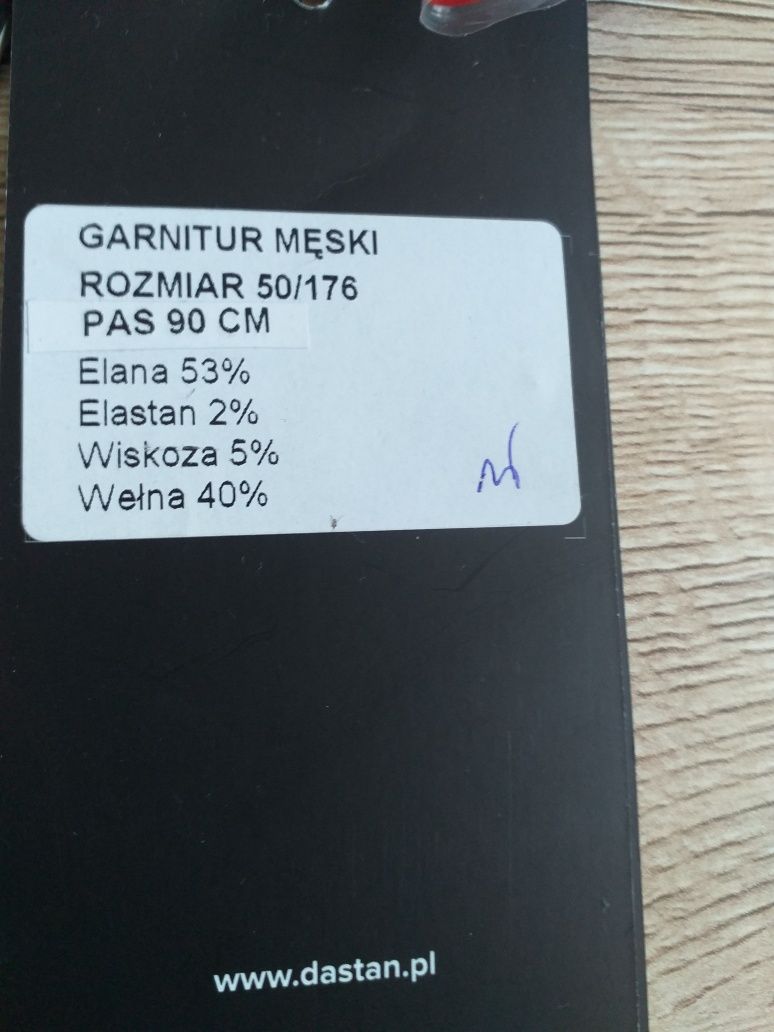 GARNITUR MĘSKI
ROZMIAR 50/176
PAS 90 CM
Elana 53%
Elastan 2%
Wiskoza 5%
Wełna 40%
www.dastan.pl